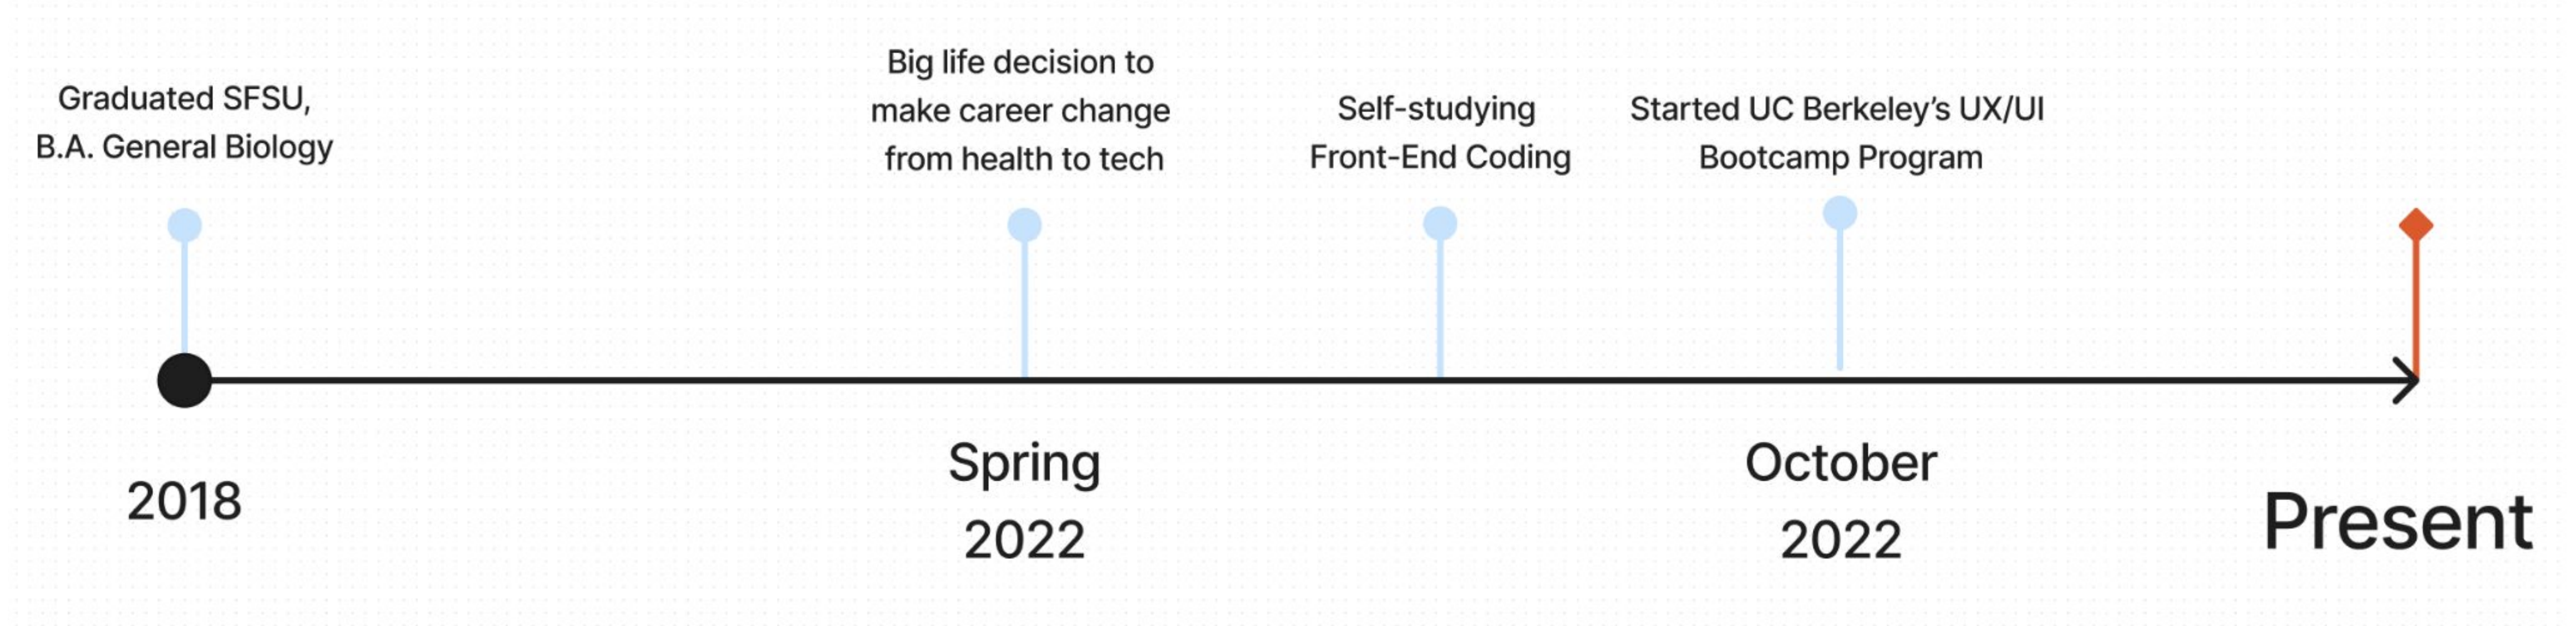 Graduated SFSU,
B.A. General Biology
Big life decision to
make career change
from health to tech
Self-studying
Front-End Coding
Started UC Berkeley’s UX/UI
Bootcamp Program
2018
Spring
2022
October
2022
Present